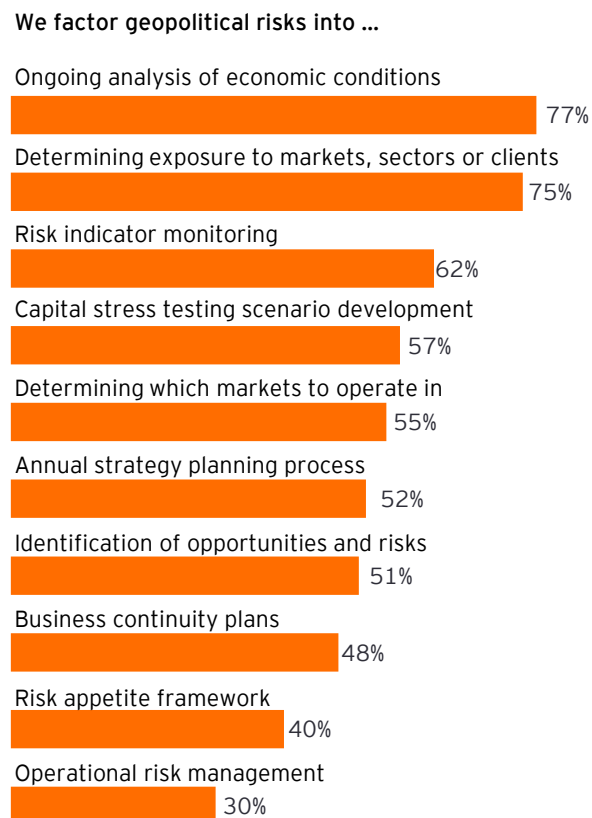 We factor geopolitical risks into ...
Ongoing analysis of economic conditions
77%
Determining exposure to markets, sectors or clients
75%
Risk indicator monitoring
62%
Capital stress testing scenario development
57%
Determining which markets to operate in
55%
Annual strategy planning process
52%
Identification of opportunities and risks
51%
Business continuity plans
48%
Risk appetite framework
40%
Operational risk management
30%